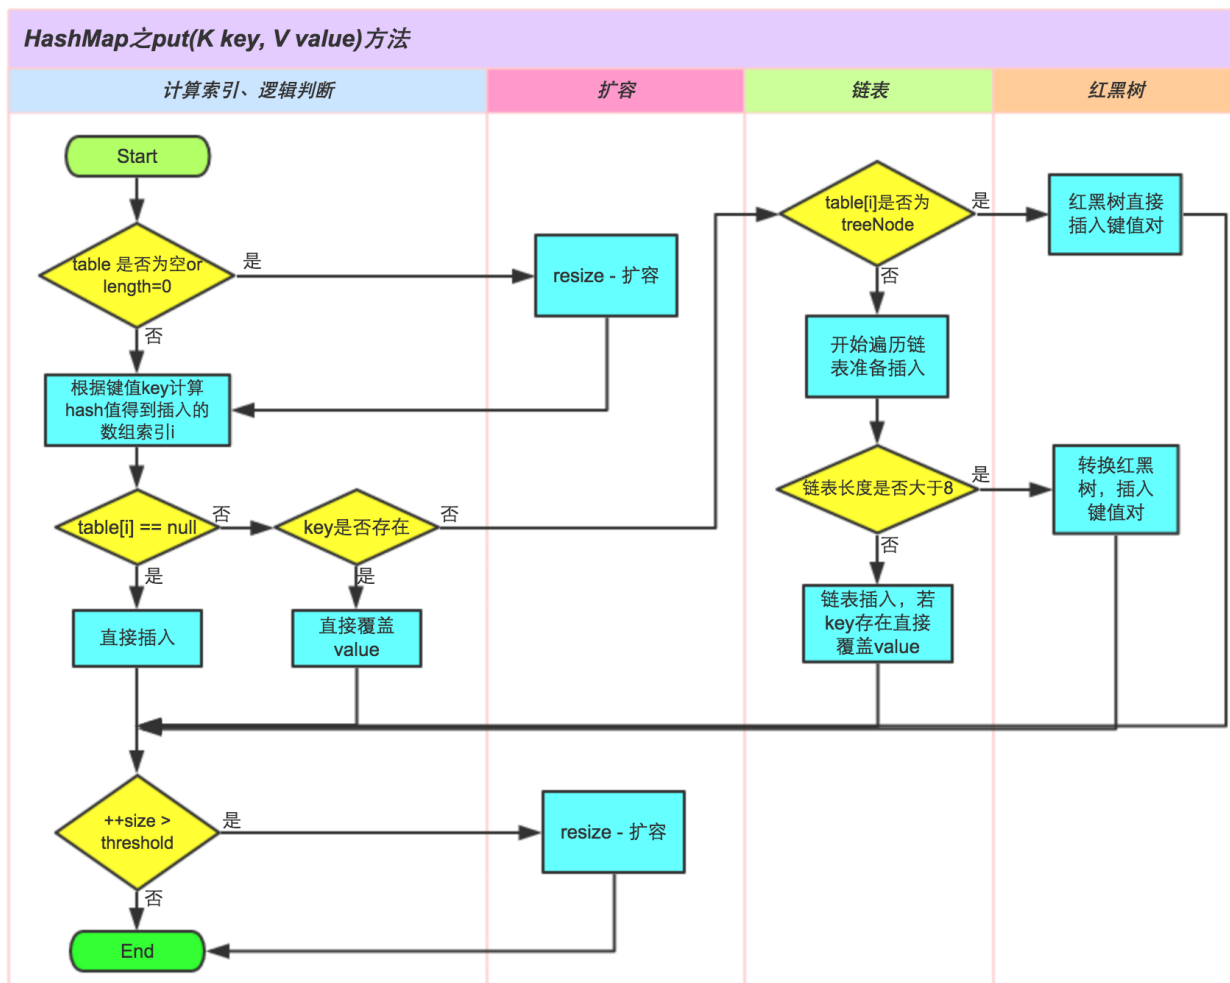 HashMap之put(K key, V value)方法
计算索引、逻辑判断
扩容
链表
红黑树
Start
table 是否为空or
length=0
是
resize - 扩容
否
根据键值key计算
hash值得到插入的
数组索引i
table[i] == null
否
key是否存在
否
是
直接插入
是
直接覆盖
value
table[i]是否为
treeNode
是
红黑树直接
插入键值对
否
开始遍历链
表准备插入
链表长度是否大于8
是
转换红黑
树，插入
键值对
否
链表插入，若
key存在直接
覆盖value
++size >
threshold
是
resize - 扩容
否
End